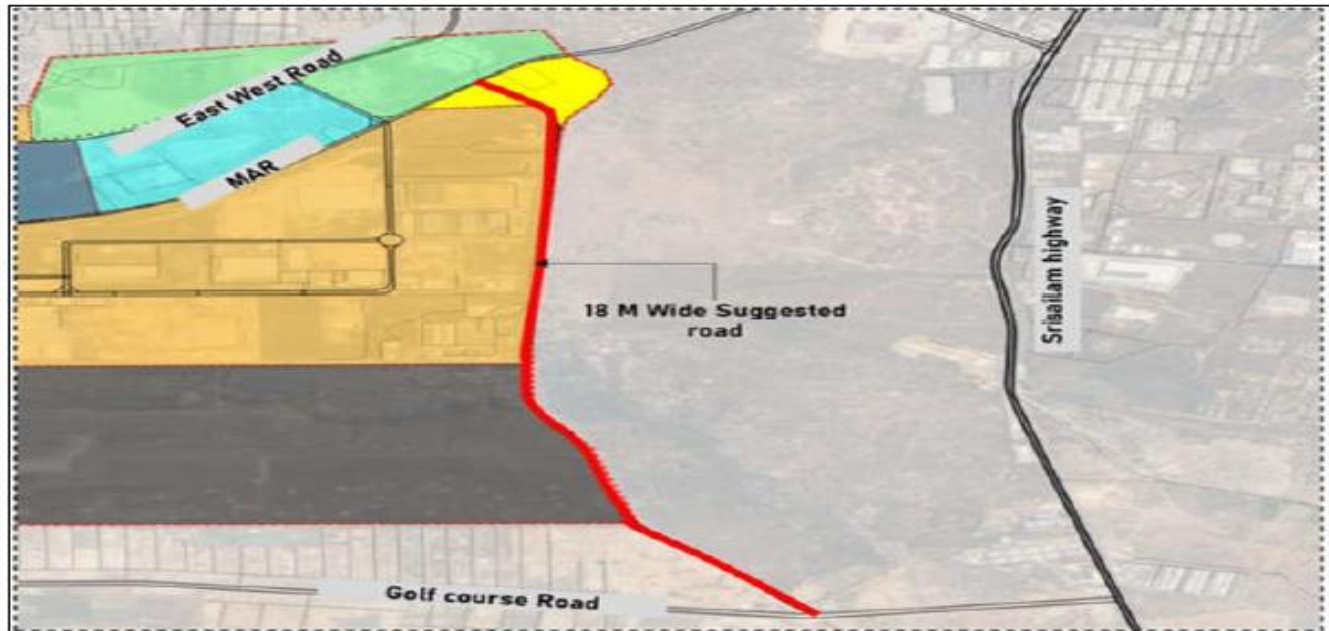 East West Road
MAR
Srisailam highway
18 M Wide Suggested
road
Golf course Road